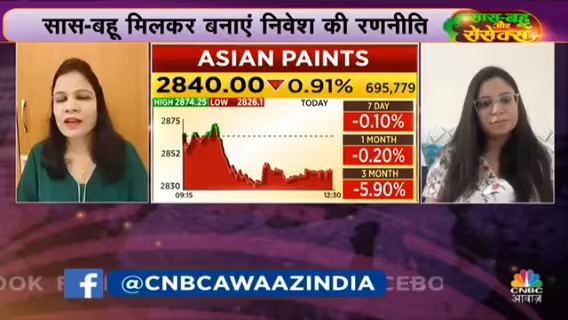 सास-बहू मिलकर बनाएं निवेश की रणनीति
सास-बहू
और
सेंसेक्स
ASIAN PAINTS
2840.00 0.91% 695,779
HIGH 2874.25 LOW 2826.1 TODAY
2875
2852
2830
09:15 12:30
7 DAY
-0.10%
1 MONTH
-0.20%
3 MONTH
-5.90%
@CNBCAWAAZINDIA
OOK
CEBO
CNBC
आवाज़